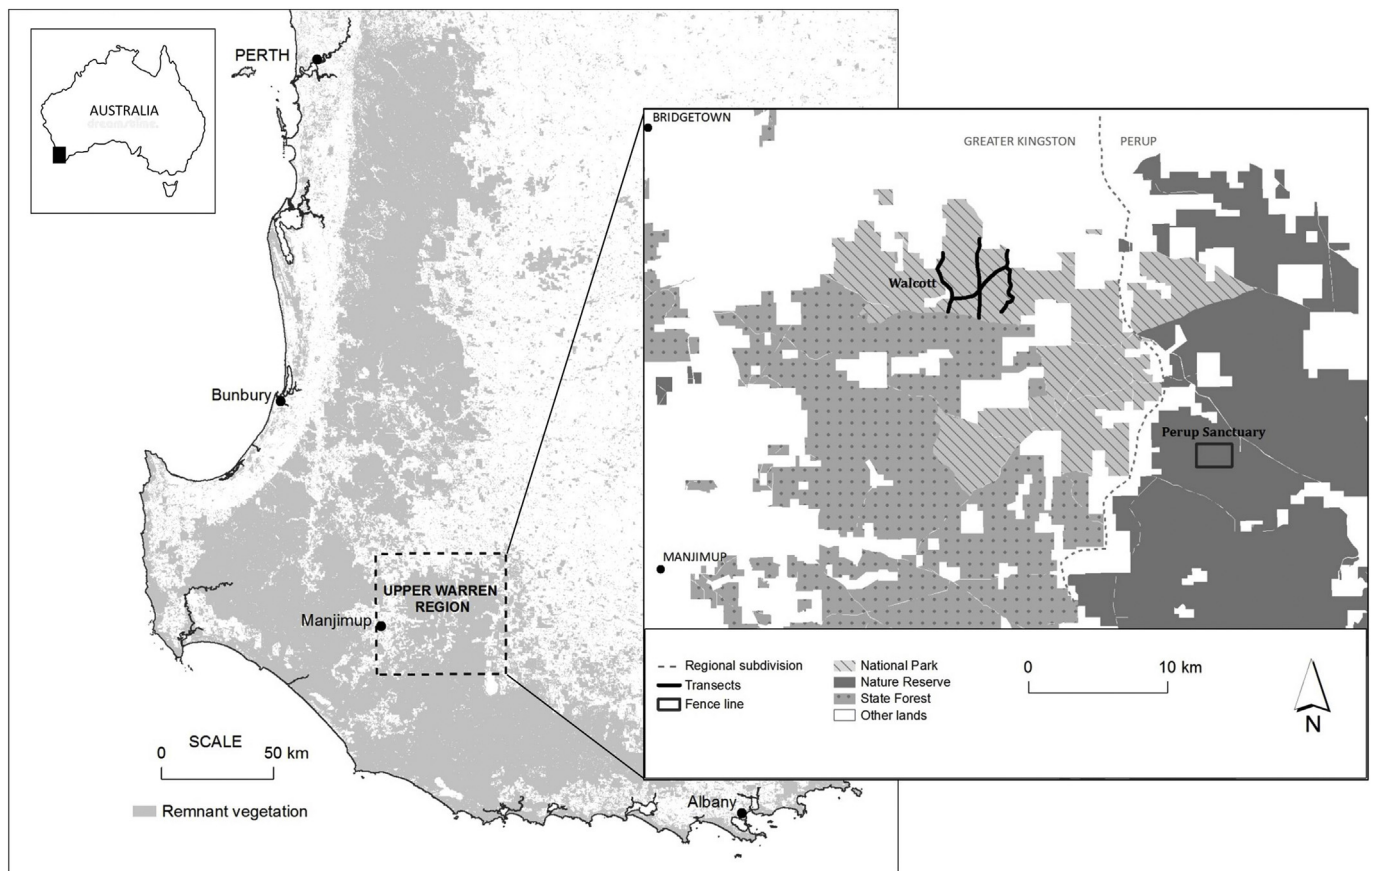 PERTH
AUSTRALIA
Bunbury
UPPER WARREN
REGION
Manjimup
SCALE
0 50 km
Remnant vegetation
Albany
BRIDGETOWN
GREATER KINGSTON PERUP
Walcott
Perup Sanctuary
MANJIMUP
Regional subdivision
Transects
Fence line
National Park
Nature Reserve
State Forest
Other lands
0 10 km
N